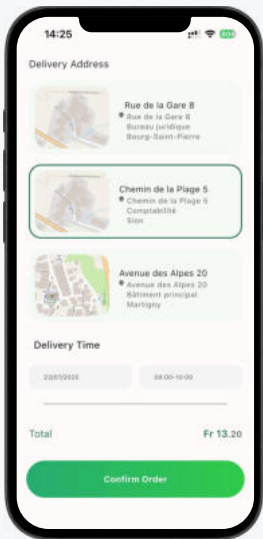 14:25
Delivery Address
Rue de la Gare 8
Rue de la Gare 8
Bureau juridique
Bourg-Saint-Pierre
Chemin de la Plage 5
Chemin de la Plage 5
Comptabilité
Sion
Avenue des Alpes 20
Avenue des Alpes 20
Bâtiment principal
Martigny
Delivery Time
08:00-10:00
Total
Fr 13.20
Confirm Order